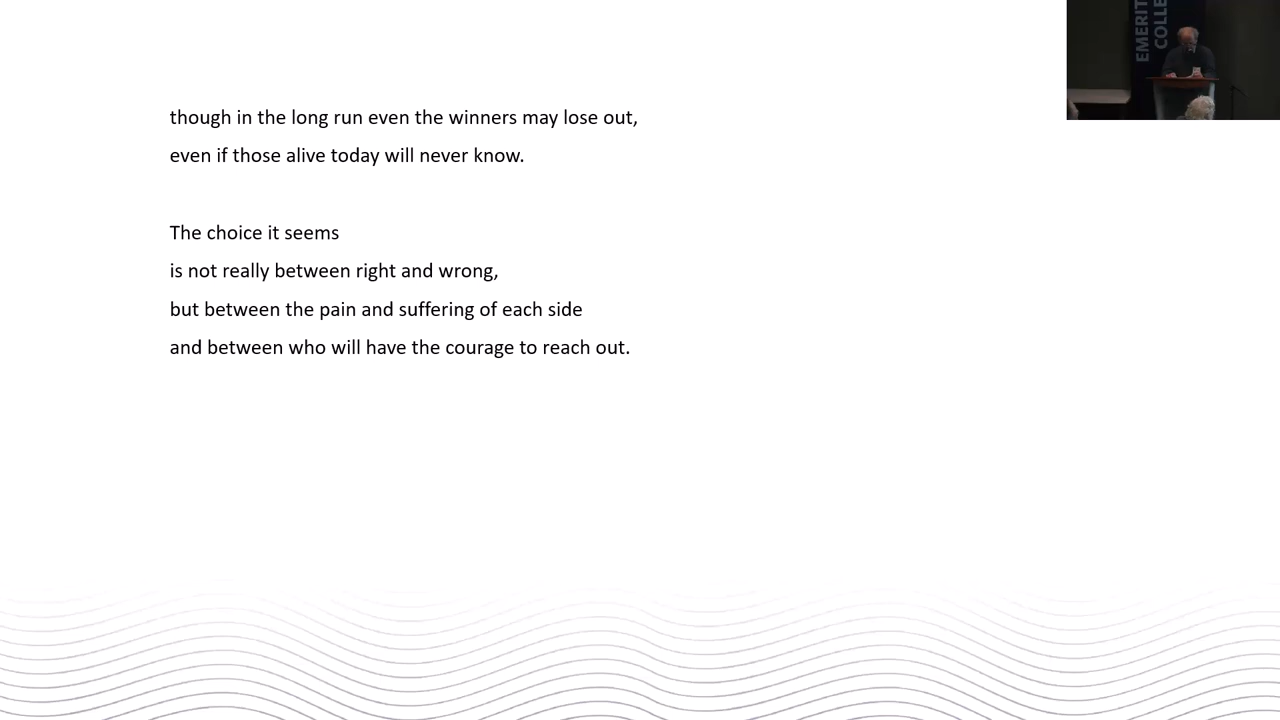 though in the long run even the winners may lose out,
even if those alive today will never know.
The choice it seems
is not really between right and wrong,
but between the pain and suffering of each side
and between who will have the courage to reach out.
EMERIT
COLLE